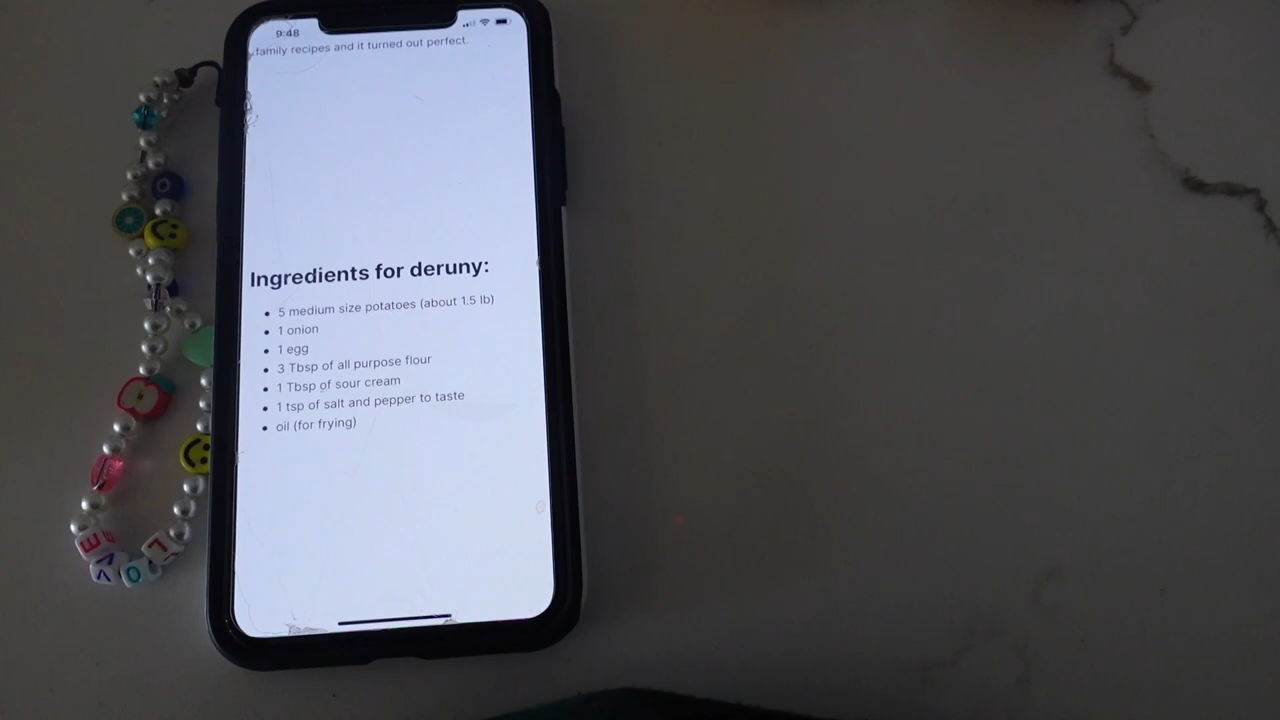 9:48
family recipes and it turned out perfect.
Ingredients for deruny:
• 5 medium size potatoes (about 1.5 lb)
• 1 onion
• 1 egg
• 3 Tbsp of all purpose flour
• 1 Tbsp of sour cream
• 1 tsp of salt and pepper to taste
• oil (for frying)
L
O
V
E